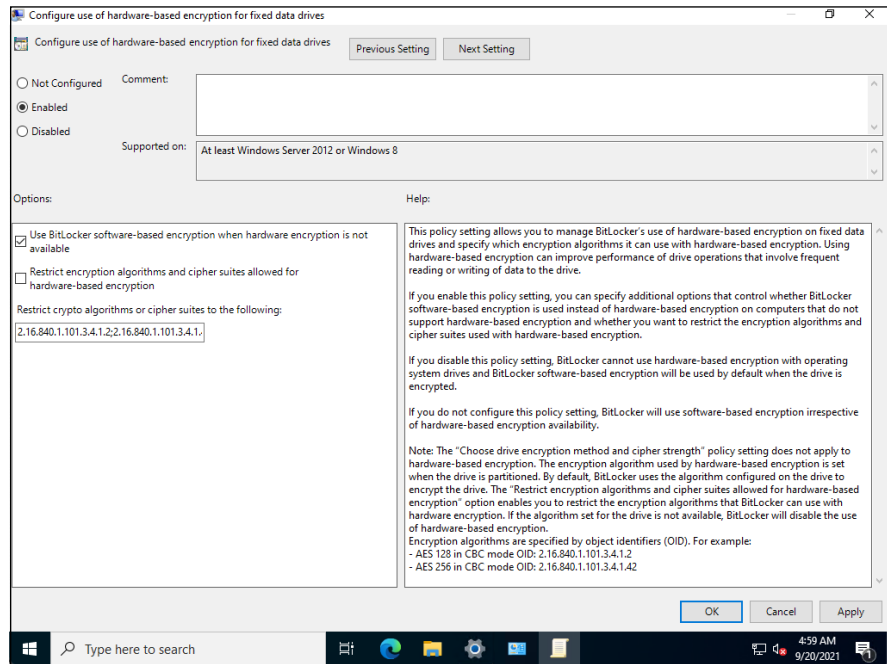 Configure use of hardware-based encryption for fixed data drives
Configure use of hardware-based encryption for fixed data drives
Previous Setting
Next Setting
Not Configured
Enabled
Disabled
Comment:
Supported on:
At least Windows Server 2012 or Windows 8
Options:
Help:
Use BitLocker software-based encryption when hardware encryption is not
available
Restrict encryption algorithms and cipher suites allowed for
hardware-based encryption
Restrict crypto algorithms or cipher suites to the following:
2.16.840.1.101.3.4.1.2;2.16.840.1.101.3.4.1.
This policy setting allows you to manage BitLocker's use of hardware-based encryption on fixed data
drives and specify which encryption algorithms it can use with hardware-based encryption. Using
hardware-based encryption can improve performance of drive operations that involve frequent
reading or writing of data to the drive.
If you enable this policy setting, you can specify additional options that control whether BitLocker
software-based encryption is used instead of hardware-based encryption on computers that do not
support hardware-based encryption and whether you want to restrict the encryption algorithms and
cipher suites used with hardware-based encryption.
If you disable this policy setting, BitLocker cannot use hardware-based encryption with operating
system drives and BitLocker software-based encryption will be used by default when the drive is
encrypted.
If you do not configure this policy setting, BitLocker will use software-based encryption irrespective
of hardware-based encryption availability.
Note: The "Choose drive encryption method and cipher strength" policy setting does not apply to
hardware-based encryption. The encryption algorithm used by hardware-based encryption is set
when the drive is partitioned. By default, BitLocker uses the algorithm configured on the drive to
encrypt the drive. The "Restrict encryption algorithms and cipher suites allowed for hardware-based
encryption" option enables you to restrict the encryption algorithms that BitLocker can use with
hardware encryption. If the algorithm set for the drive is not available, BitLocker will disable the use
of hardware-based encryption.
Encryption algorithms are specified by object identifiers (OID). For example:
- AES 128 in CBC mode OID: 2.16.840.1.101.3.4.1.2
- AES 256 in CBC mode OID: 2.16.840.1.101.3.4.1.42
OK
Cancel
Apply
Type here to search
4:59 AM
9/20/2021
1